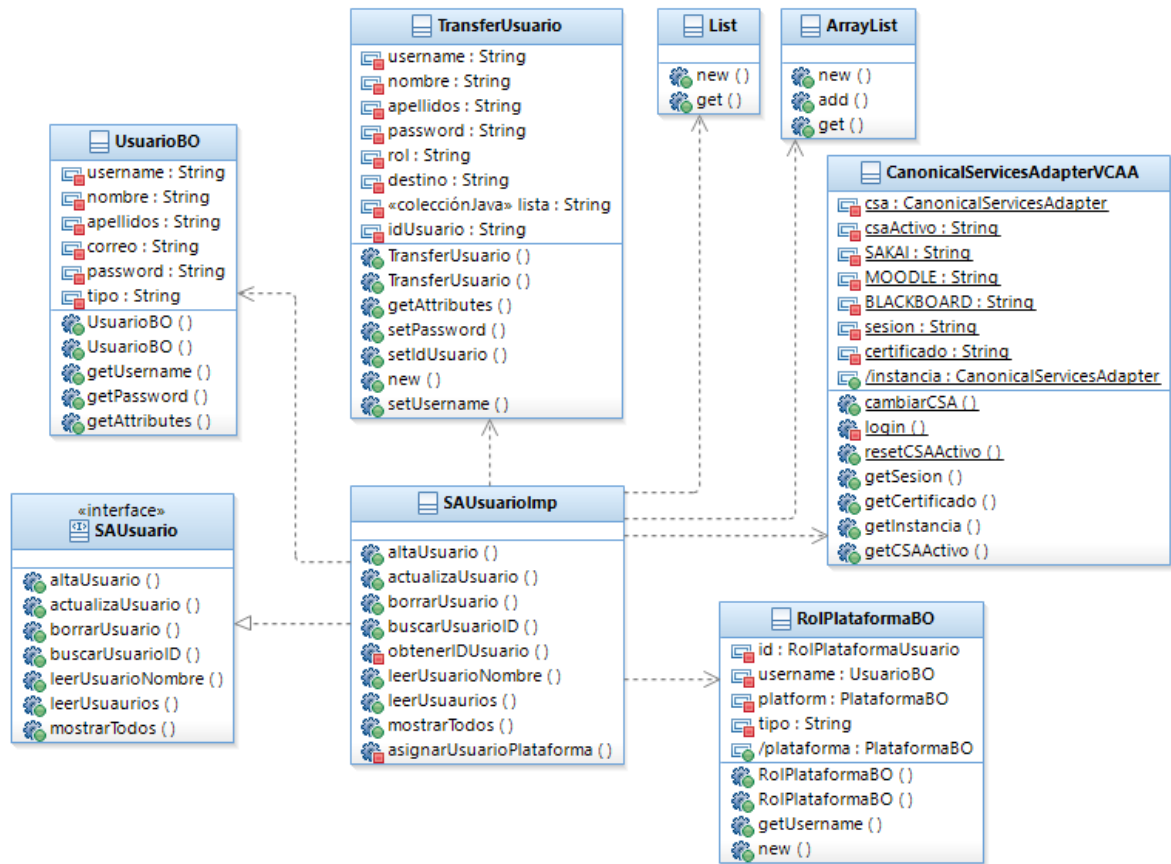 TransferUsuario
username : String
nombre : String
apellidos : String
password : String
rol : String
destino : String
«colecciónJava» lista : String
idUsuario : String
TransferUsuario ( )
TransferUsuario ( )
getAttributes ( )
setPassword ( )
setIdUsuario ( )
new ( )
setUsername ( )
List
new ( )
get ( )
ArrayList
new ( )
add ( )
get ( )
UsuarioBO
username : String
nombre : String
apellidos : String
correo : String
password : String
tipo : String
UsuarioBO ( )
UsuarioBO ( )
getUsername ( )
getPassword ( )
getAttributes ( )
CanonicalServicesAdapterVCAA
csa : CanonicalServicesAdapter
csaActivo : String
SAKAI : String
MOODLE : String
BLACKBOARD : String
sesion : String
certificado : String
/instancia : CanonicalServicesAdapter
cambiarCSA ( )
login ( )
resetCSAActivo ( )
getSesion ( )
getCertificado ( )
getInstancia ( )
getCSAActivo ( )
«interface»
SAUsuario
altaUsuario ( )
actualizaUsuario ( )
borrarUsuario ( )
buscarUsuarioID ( )
leerUsuarioNombre ( )
leerUsuaurios ( )
mostrarTodos ( )
SAUsuarioImp
altaUsuario ( )
actualizaUsuario ( )
borrarUsuario ( )
buscarUsuarioID ( )
obtenerIDUsuario ( )
leerUsuarioNombre ( )
leerUsuaurios ( )
mostrarTodos ( )
asignarUsuarioPlataforma ( )
RolPlataformaBO
id : RolPlataformaUsuario
username : UsuarioBO
platform : PlataformaBO
tipo : String
/plataforma : PlataformaBO
RolPlataformaBO ( )
RolPlataformaBO ( )
getUsername ( )
new ( )